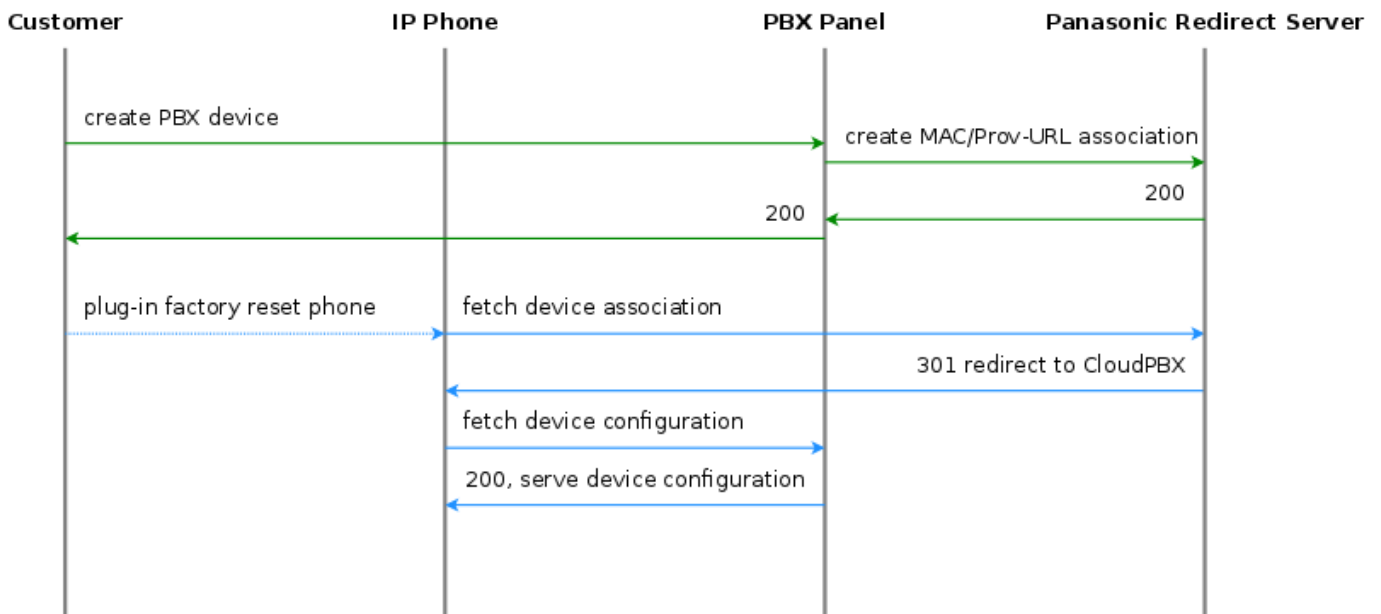 Customer
IP Phone
PBX Panel
Panasonic Redirect Server
create PBX device
create MAC/Prov-URL association
200
200
plug-in factory reset phone
fetch device association
301 redirect to CloudPBX
fetch device configuration
200, serve device configuration